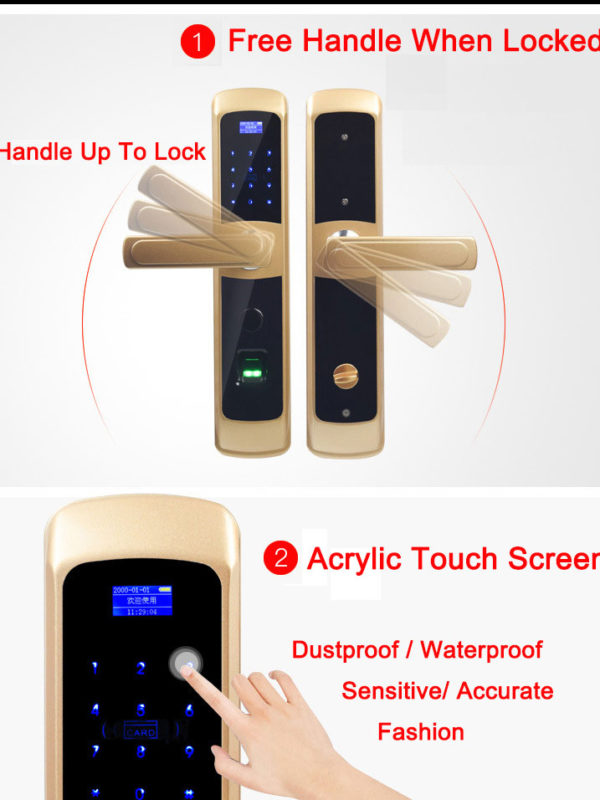 1 Free Handle When Locked
Handle Up To Lock
2 Acrylic Touch Screen
2000-01-01
欢迎使用
11:29:04
Dustproof / Waterproof
1 2
Sensitive/ Accurate
4 5 6
Fashion
CARD
7 8 9
0